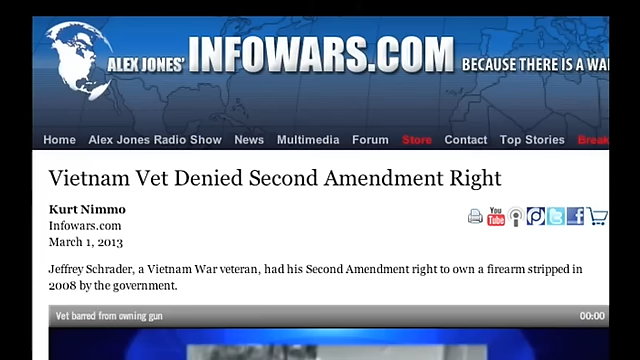 ALEX JONES' INFOWARS.COM BECAUSE THERE IS A
Home Alex Jones Radio Show News Multimedia Forum Store Contact Top Stories
Vietnam Vet Denied Second Amendment Right
Kurt Nimmo
Infowars.com
March 1, 2013
You Tube
Jeffrey Schrader, a Vietnam War veteran, had his Second Amendment right to own a firearm stripped in
2008 by the government.
Vet barred from owning gun 00:00